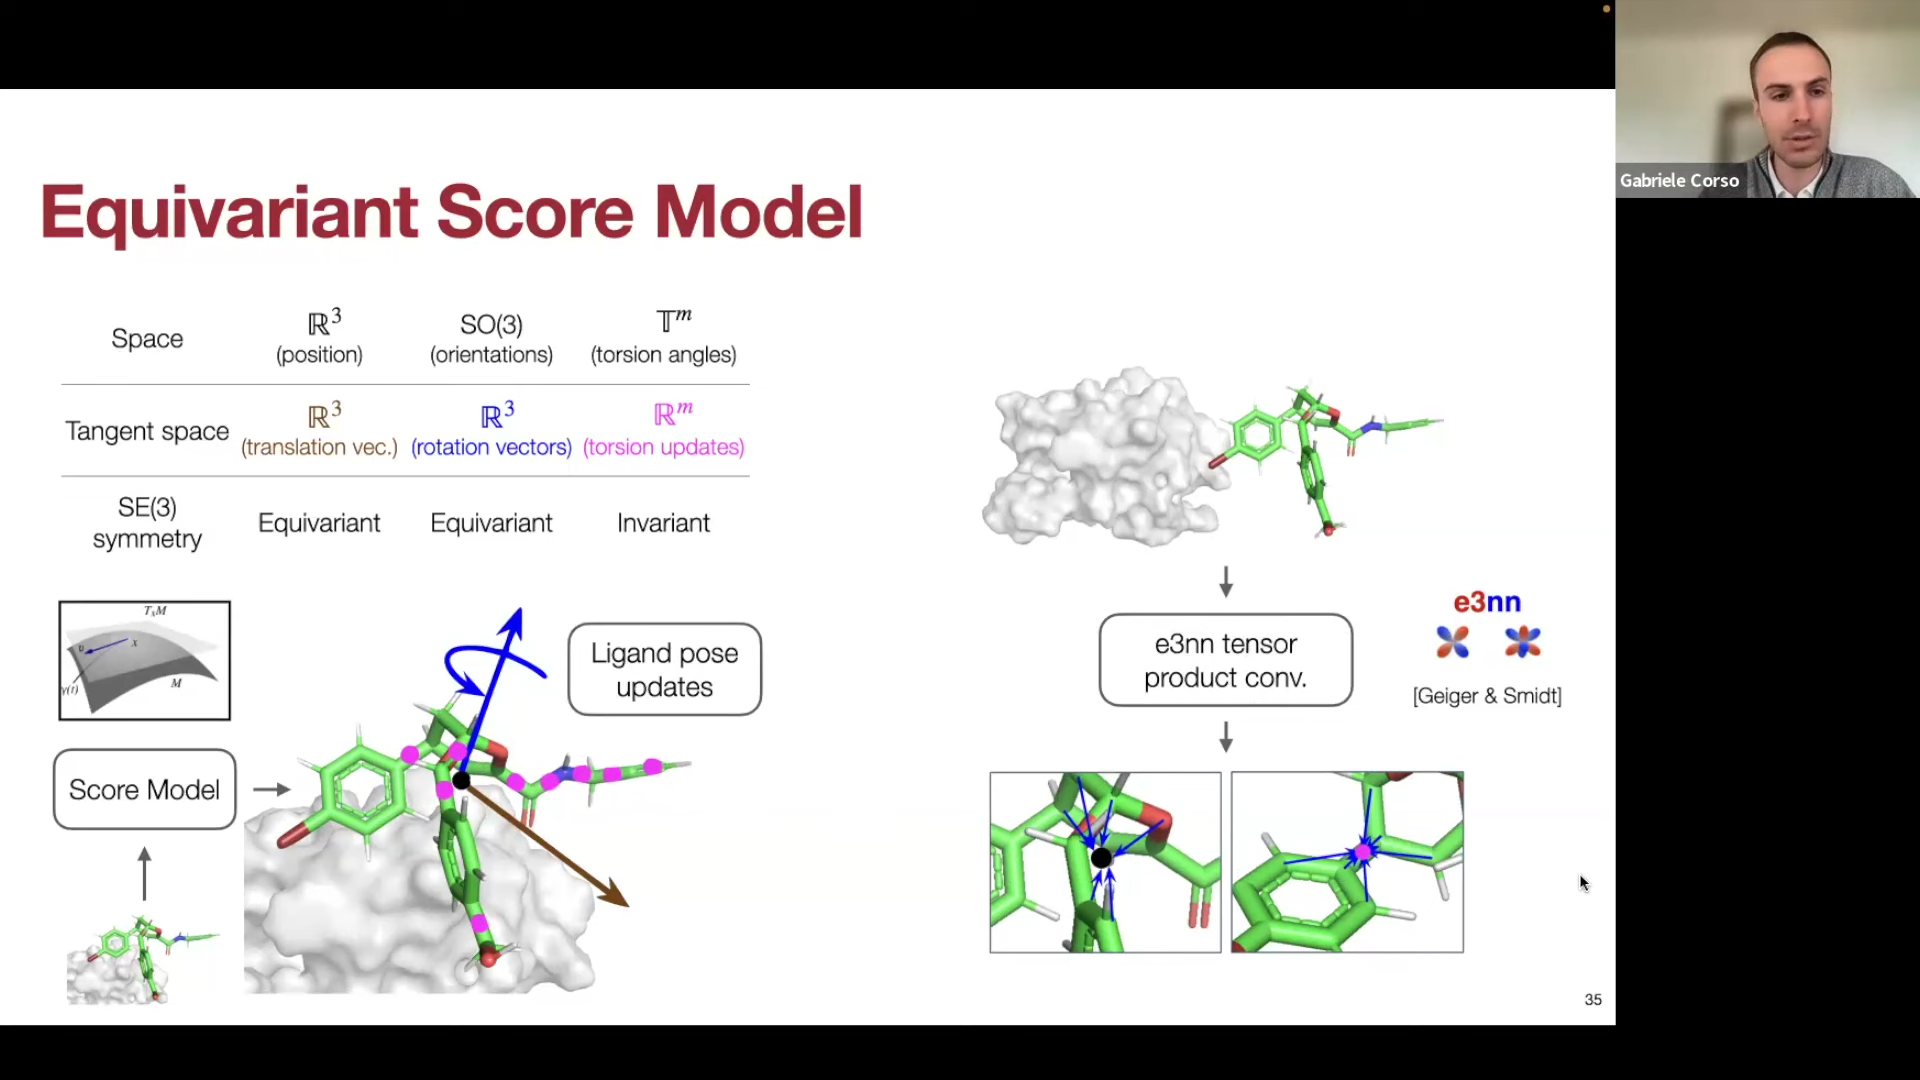 Gabriele Corso
Equivariant Score Model
Space
ℝ³
(position)
SO(3)
(orientations)
𝕋ᵐ
(torsion angles)
Tangent space
ℝ³
(translation vec.)
ℝ³
(rotation vectors)
ℝᵐ
(torsion updates)
SE(3)
symmetry
Equivariant
Equivariant
Invariant
TₓM
υ
x
γ(t)
M
Ligand pose
updates
Score Model
e3nn tensor
product conv.
e3nn
[Geiger & Smidt]
35